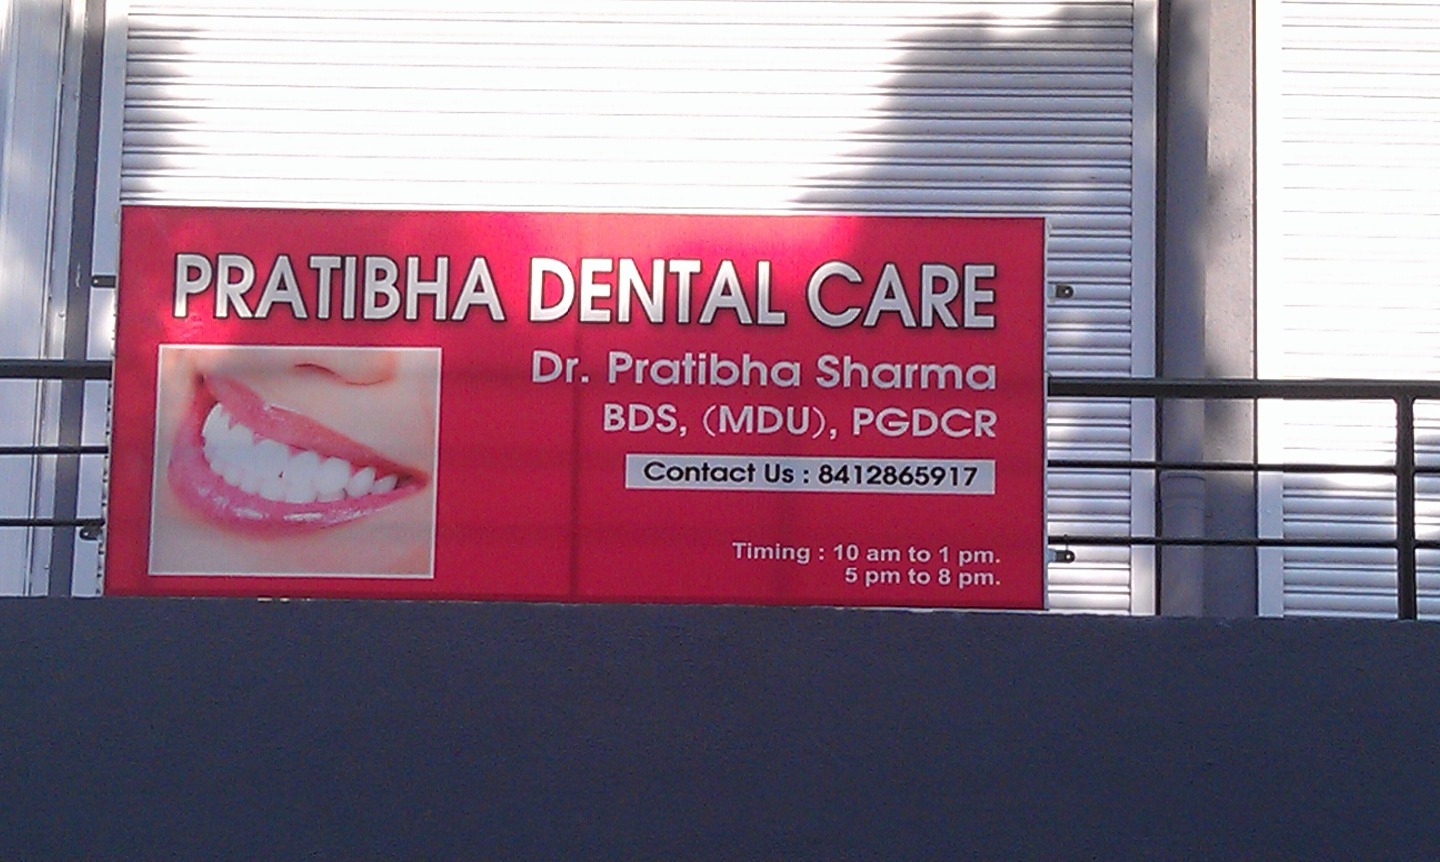 PRATIBHA DENTAL CARE
Dr. Pratibha Sharma
BDS, (MDU), PGDCR
Contact Us : 8412865917
Timing : 10 am to 1 pm.
5 pm to 8 pm.